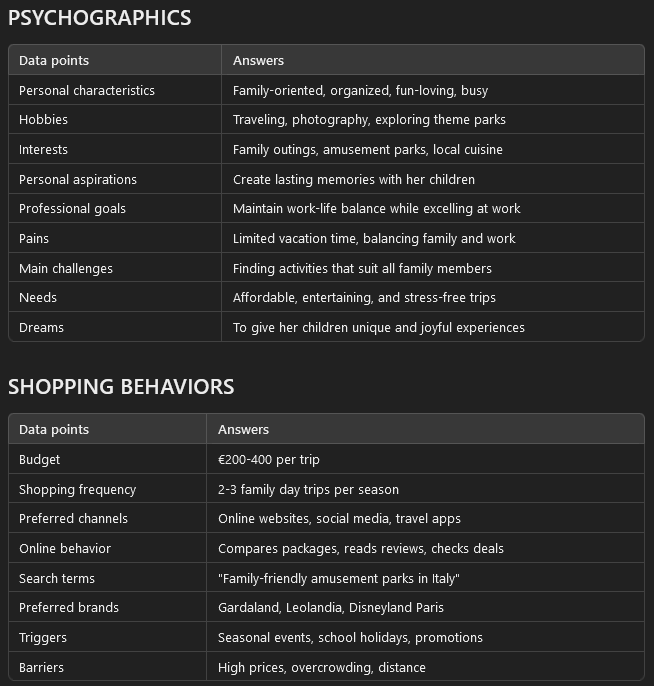 PSYCHOGRAPHICS
Data points Answers
Personal characteristics Family-oriented, organized, fun-loving, busy
Hobbies Traveling, photography, exploring theme parks
Interests Family outings, amusement parks, local cuisine
Personal aspirations Create lasting memories with her children
Professional goals Maintain work-life balance while excelling at work
Pains Limited vacation time, balancing family and work
Main challenges Finding activities that suit all family members
Needs Affordable, entertaining, and stress-free trips
Dreams To give her children unique and joyful experiences
SHOPPING BEHAVIORS
Data points Answers
Budget €200-400 per trip
Shopping frequency 2-3 family day trips per season
Preferred channels Online websites, social media, travel apps
Online behavior Compares packages, reads reviews, checks deals
Search terms "Family-friendly amusement parks in Italy"
Preferred brands Gardaland, Leolandia, Disneyland Paris
Triggers Seasonal events, school holidays, promotions
Barriers High prices, overcrowding, distance